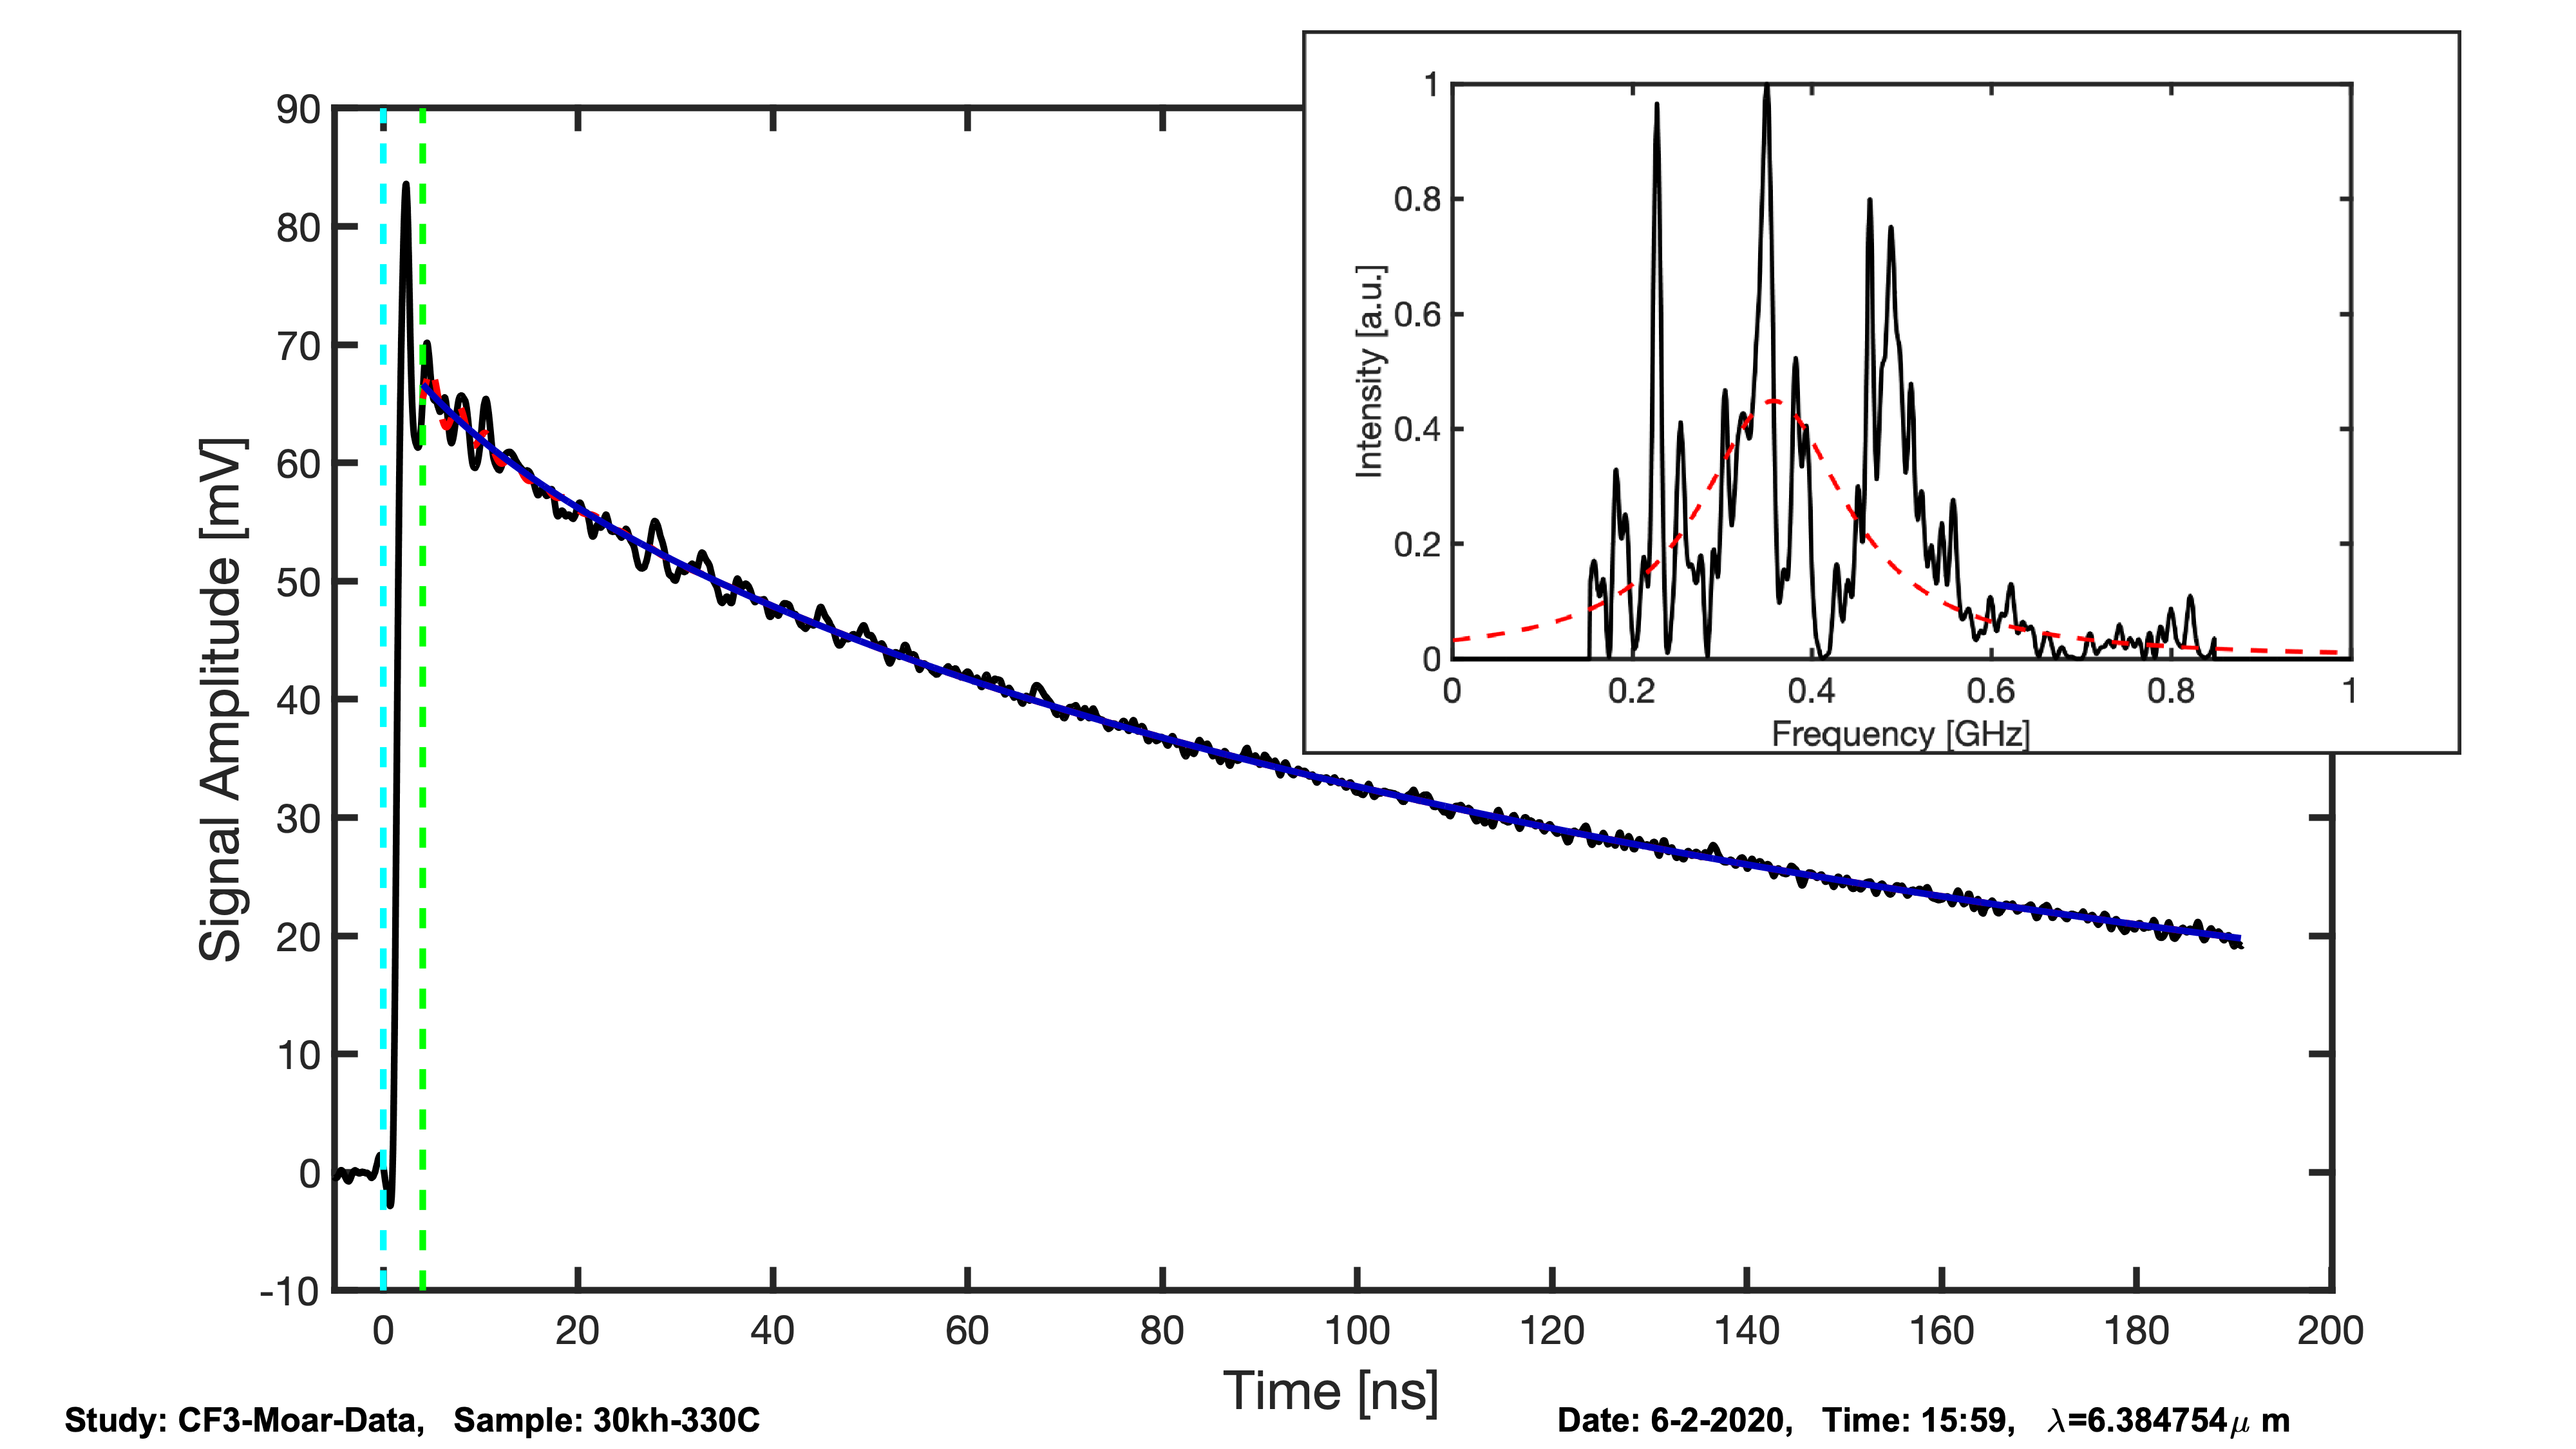 90
80
70
60
50
40
30
20
10
0
-10
Signal Amplitude [mV]
0 20 40 60 80 100 120 140 160 180 200
Time [ns]
1
0.8
0.6
0.4
0.2
0
Intensity [a.u.]
0 0.2 0.4 0.6 0.8 1
Frequency [GHz]
Study: CF3-Moar-Data, Sample: 30kh-330C
Date: 6-2-2020, Time: 15:59, λ=6.384754μ m